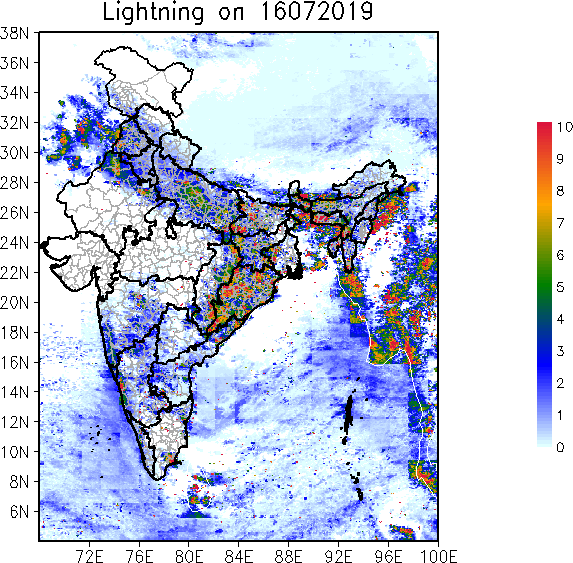 Lightning on 16072019
38N
36N
34N
32N
30N
28N
26N
24N
22N
20N
18N
16N
14N
12N
10N
8N
6N
72E 76E 80E 84E 88E 92E 96E 100E
10
9
8
7
6
5
4
3
2
1
0